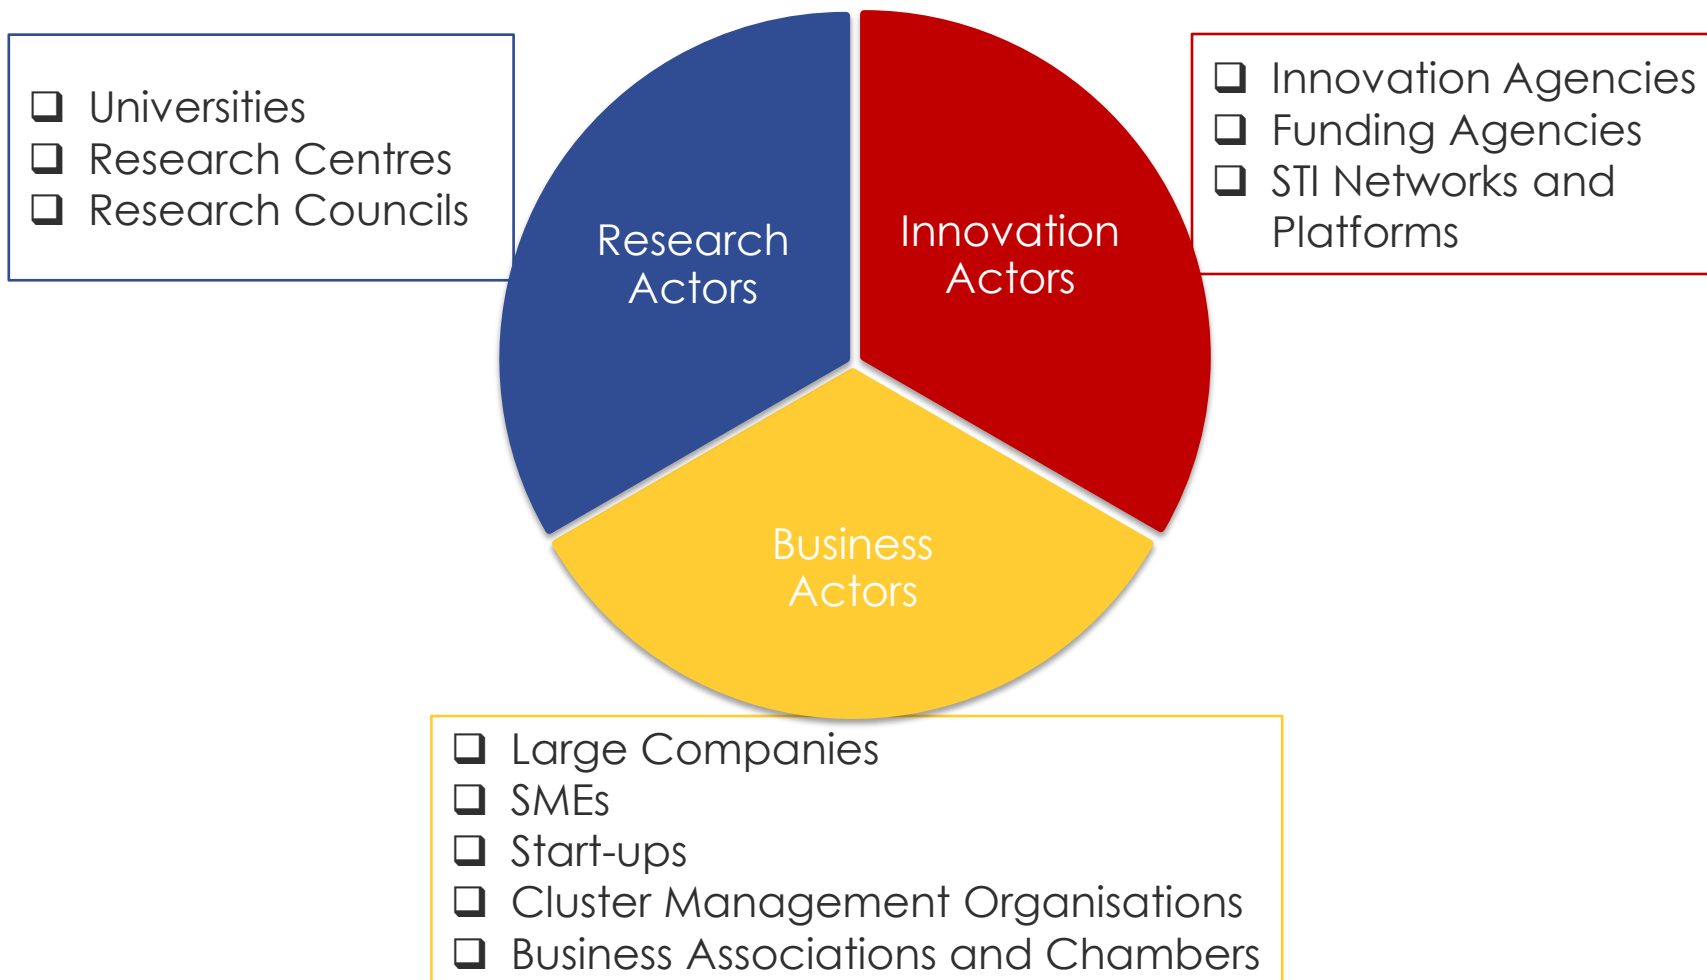 Universities
Research Centres
Research Councils
Research
Actors
Innovation
Actors
Innovation Agencies
Funding Agencies
STI Networks and
Platforms
Business
Actors
Large Companies
SMEs
Start-ups
Cluster Management Organisations
Business Associations and Chambers